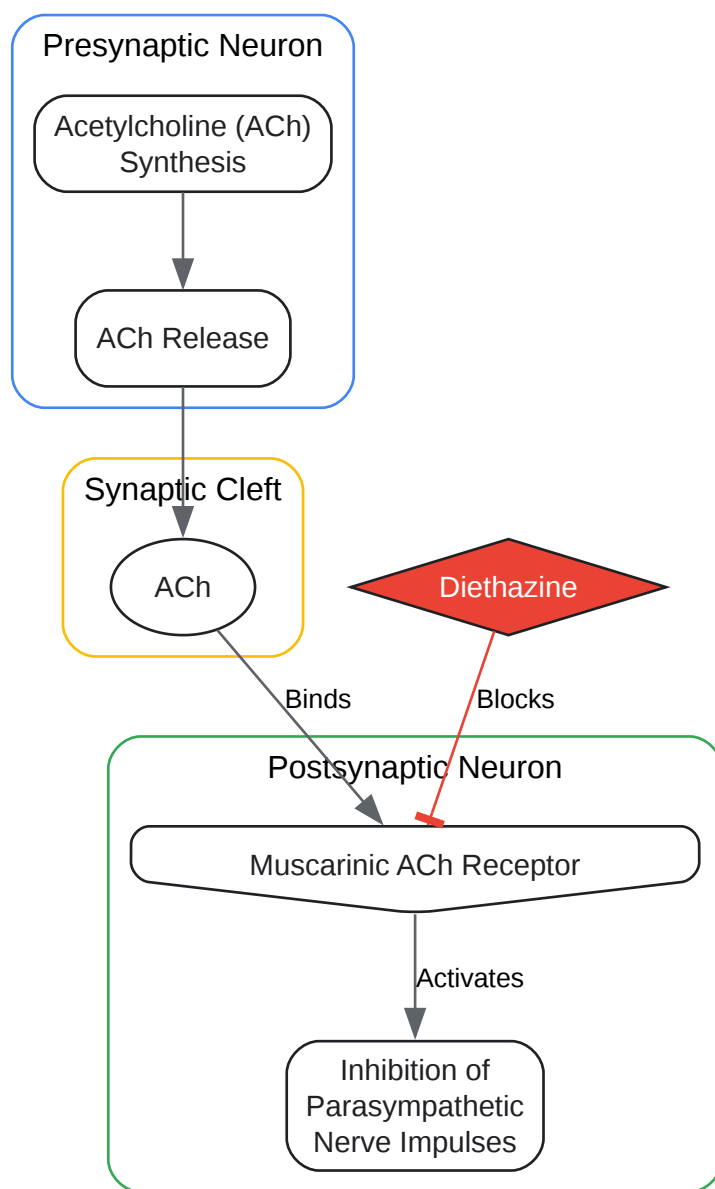 Presynaptic Neuron
Acetylcholine (ACh)
Synthesis
ACh Release
Synaptic Cleft
ACh
Diethazine
Binds
Blocks
Postsynaptic Neuron
Muscarinic ACh Receptor
Activates
Inhibition of
Parasympathetic
Nerve Impulses